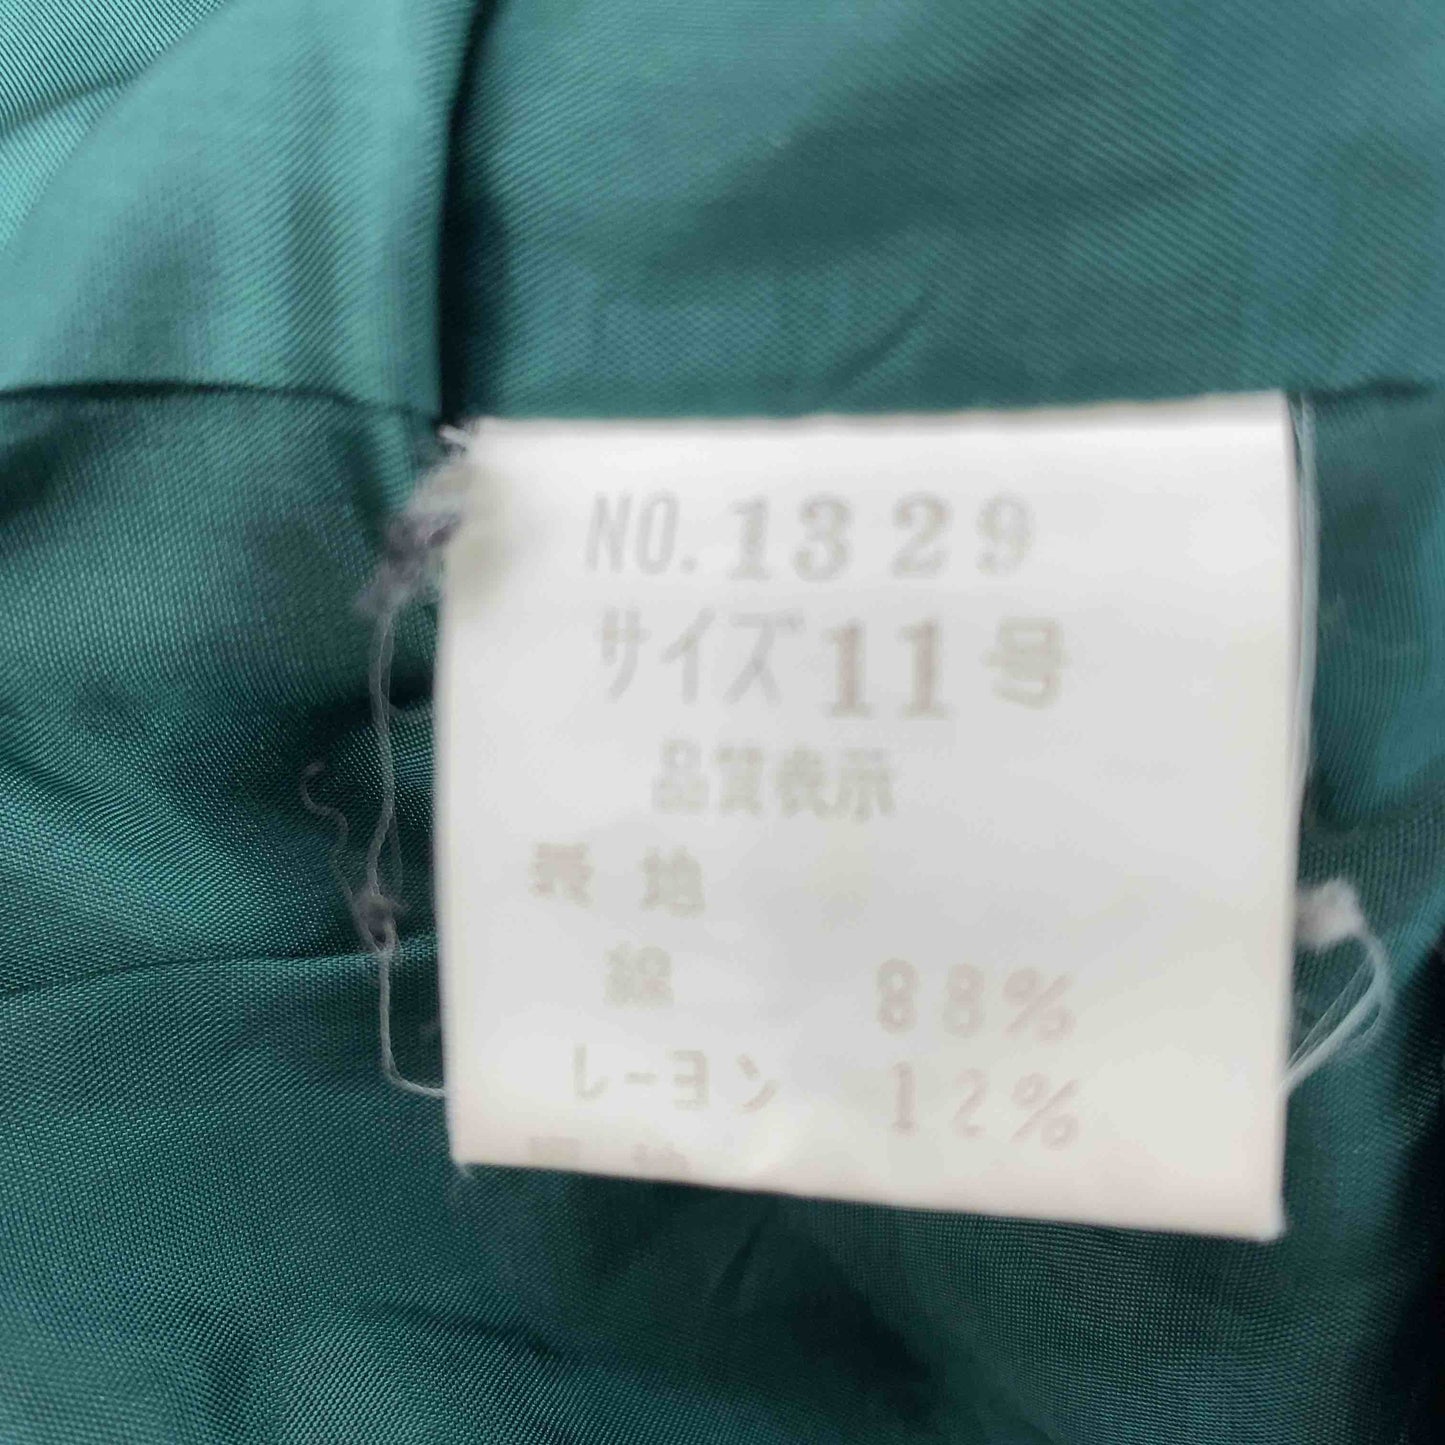 NO.1329
サイズ 11号
品質表示
表 地
綿 88%
レーヨン 12%